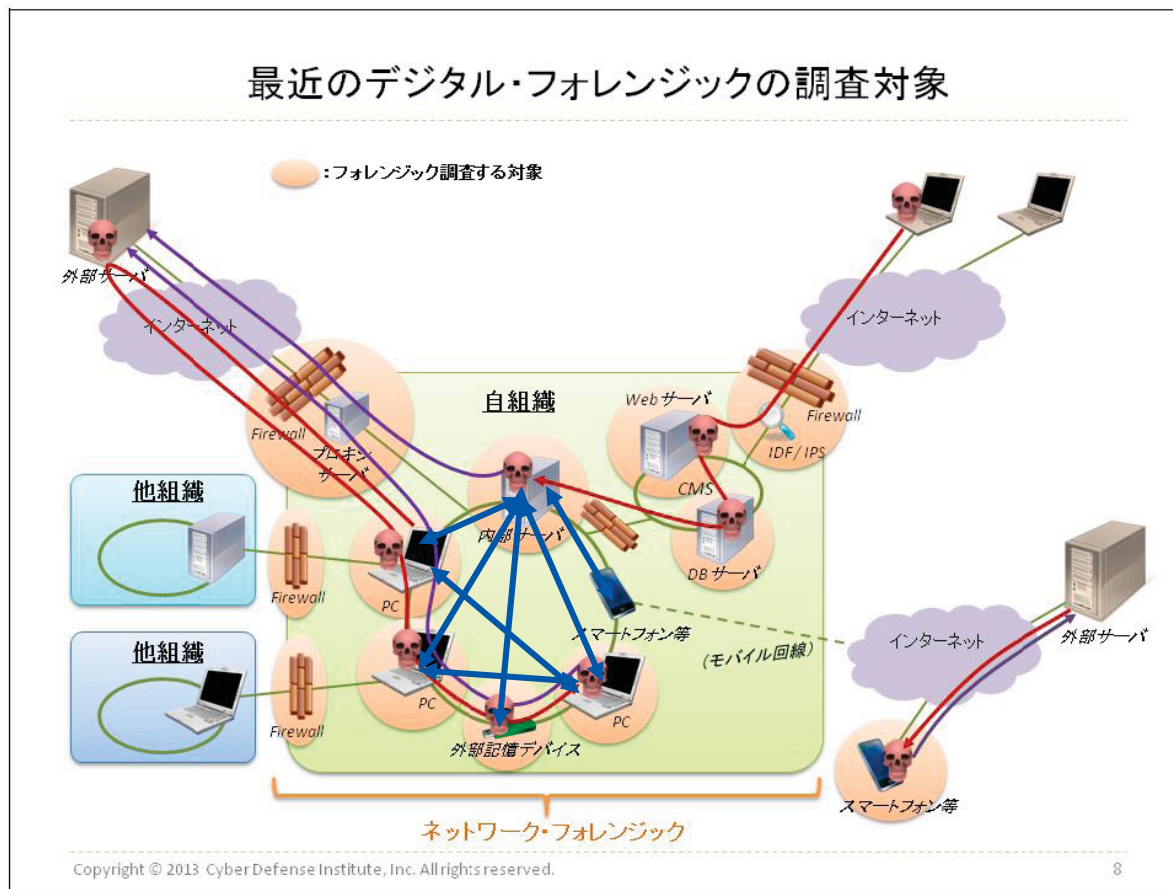 最近のデジタル・フォレンジックの調査対象
:フォレンジック調査する対象
外部サーバ
インターネット
インターネット
自組織
Webサーバ
Firewall
IDF/IPS
Firewall
プロキシ
サーバ
CMS
他組織
内部サーバ
DBサーバ
Firewall
PC
スマートフォン等
インターネット
外部サーバ
(モバイル回線)
他組織
Firewall
PC
PC
外部記憶デバイス
スマートフォン等
ネットワーク・フォレンジック
Copyright © 2013 Cyber Defense Institute, Inc. All rights reserved.
8